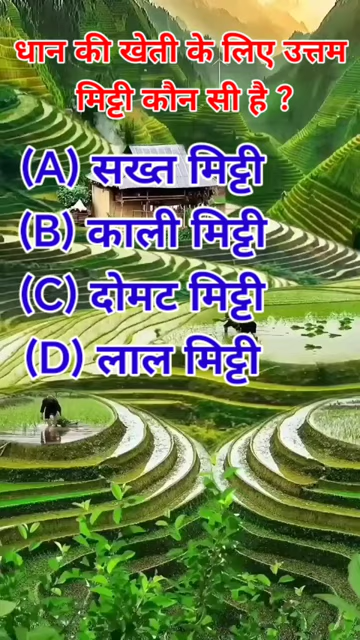 धान की खेती के लिए उत्तम
मिट्टी कौन सी है ?
(A) सख्त मिट्टी
(B) काली मिट्टी
(C) दोमट मिट्टी
(D) लाल मिट्टी